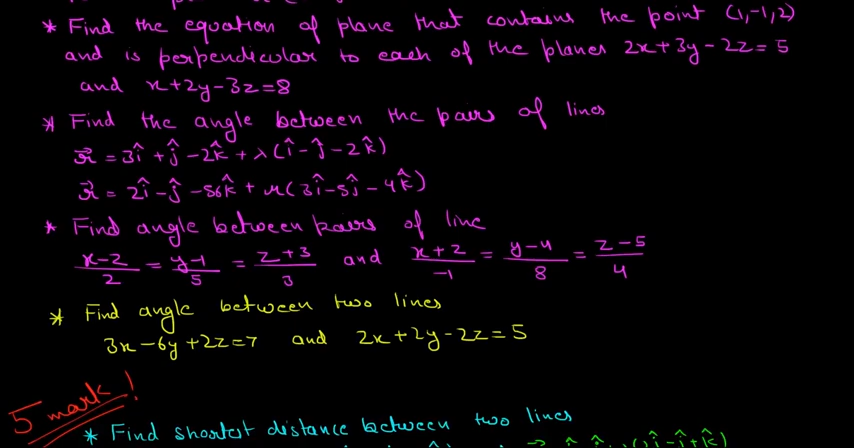 * Find the equation of plane that contains the point (1,-1,2)
and is perpendicular to each of the planes 2x+3y-2z=5
and x+2y-3z=8
* Find the angle between the pairs of lines
r⃗ = 3î + ĵ - 2k̂ + λ(î - ĵ - 2k̂)
r⃗ = 2î - ĵ - 56k̂ + μ(3î - 5ĵ - 4k̂)
* Find angle between pairs of line
(x-2)/2 = (y-1)/5 = (z+3)/3 and (x+2)/-1 = (y-4)/8 = (z-5)/4
* Find angle between two lines
3x-6y+2z=7 and 2x+2y-2z=5
5 mark!
* Find shortest distance between two lines